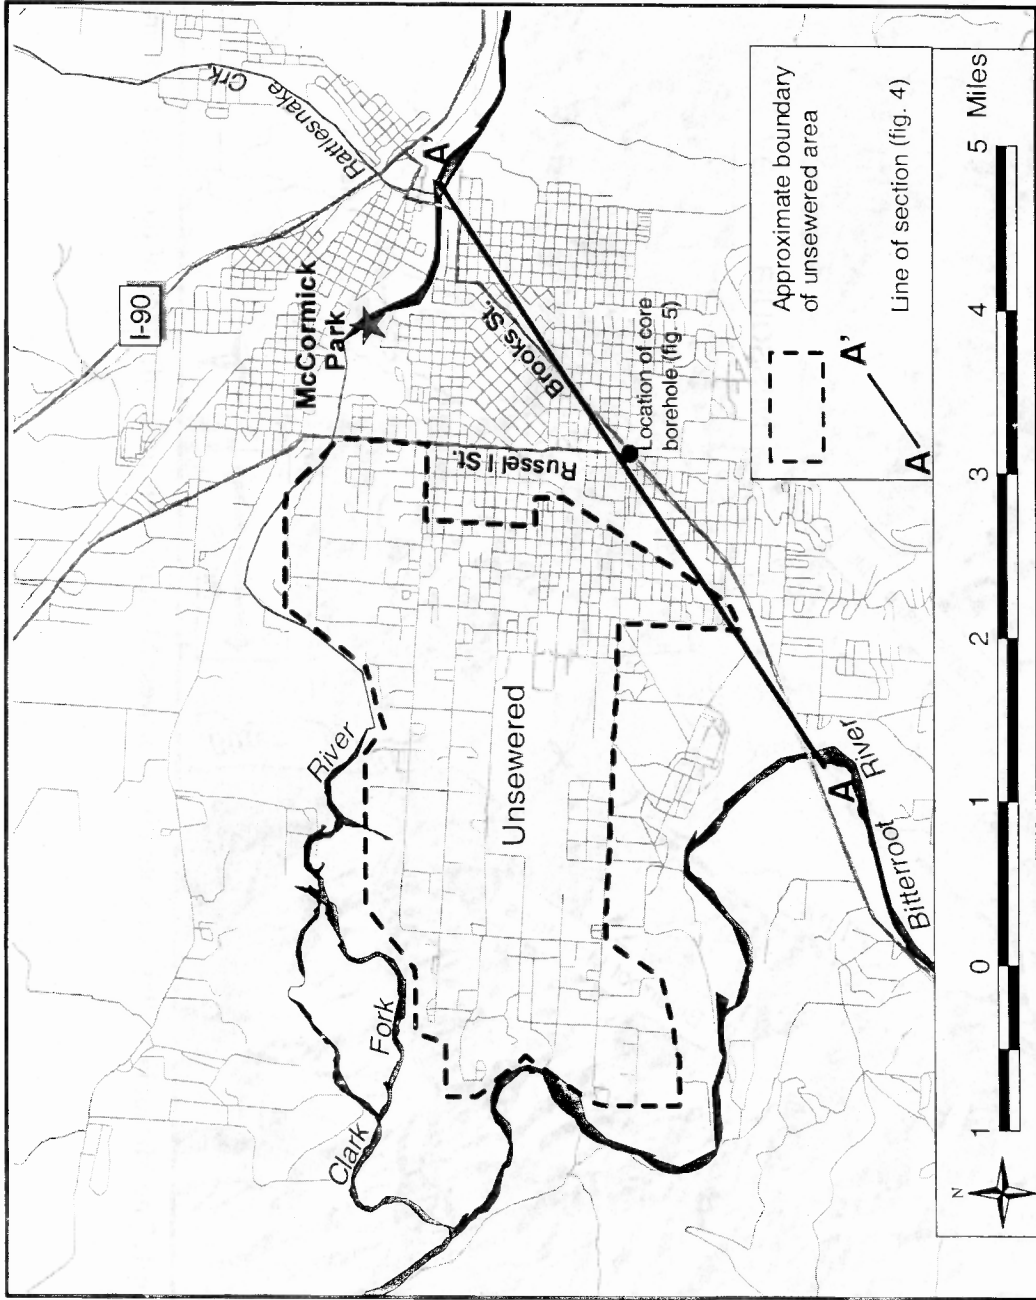 Rattlesnake Crk.
I-90
McCormick
Park
A'
Brooks St.
Russell St.
Location of core
borehole (fig. 5)
River
Fork
Clark
Unsewered
A
Bitterroot
River
Approximate boundary
of unsewered area
A
A'
Line of section (fig. 4)
N
1
0
1
2
3
4
5
Miles